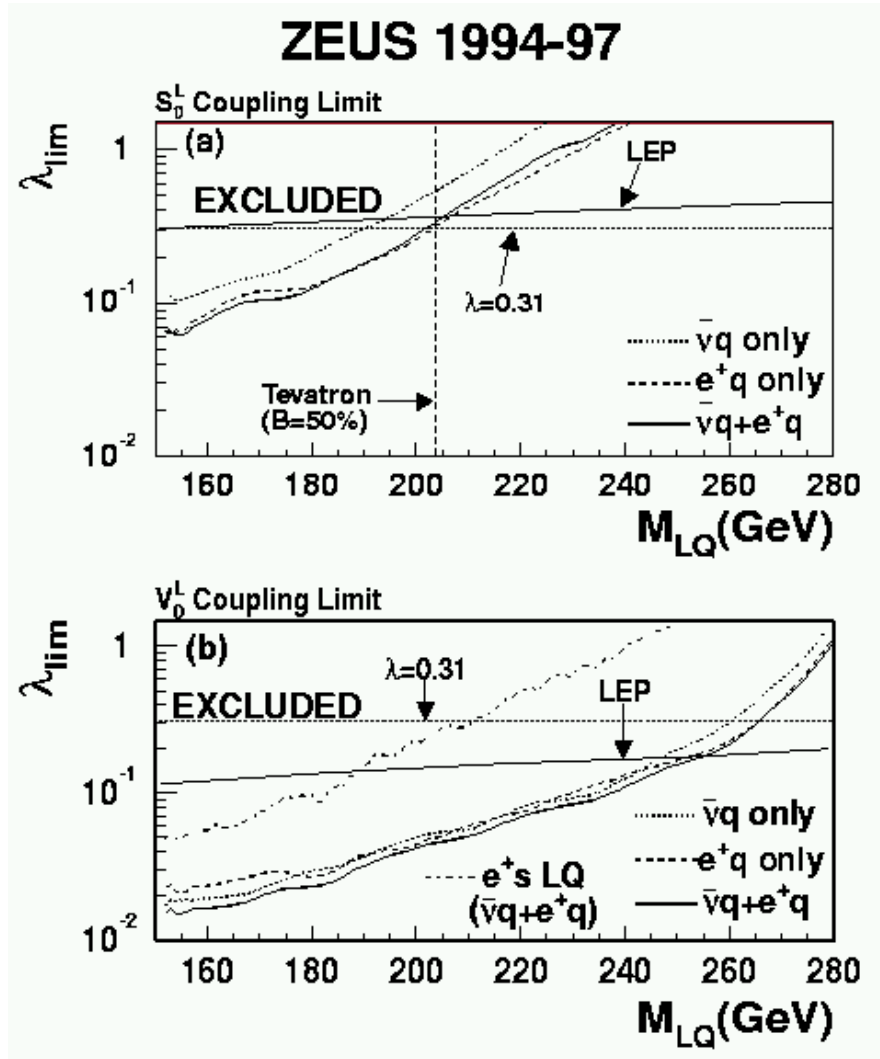 ZEUS 1994-97
S₀ᴸ Coupling Limit
(a)
λlim
1
10⁻¹
10⁻²
EXCLUDED
LEP
λ=0.31
Tevatron
(B=50%)
ν̄q only
e⁺q only
ν̄q+e⁺q
160 180 200 220 240 260 280
M_LQ(GeV)
V₀ᴸ Coupling Limit
(b)
λlim
1
10⁻¹
10⁻²
λ=0.31
EXCLUDED
LEP
ν̄q only
e⁺q only
ν̄q+e⁺q
e⁺s LQ
(ν̄q+e⁺q)
160 180 200 220 240 260 280
M_LQ(GeV)